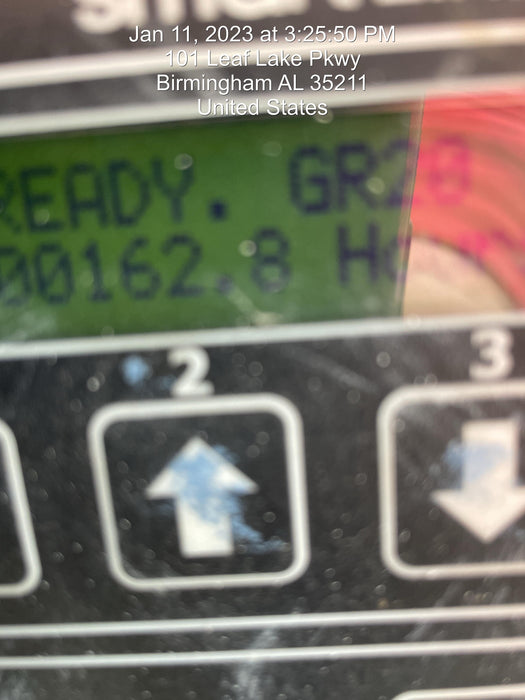 Jan 11, 2023 at 3:25:50 PM
101 Leaf Lake Pkwy
Birmingham AL 35211
United States
READY. GR20
00162.8
2
3